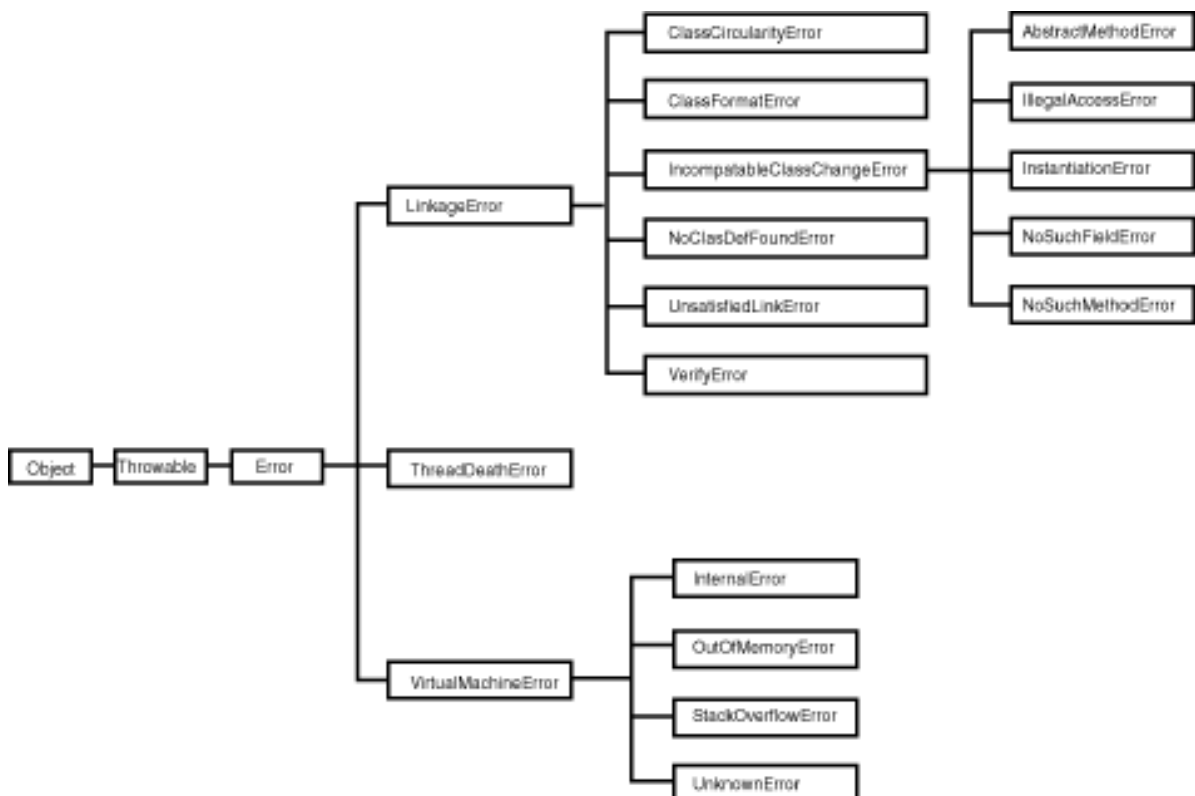 ClassCircularityError
ClassFormatError
IncompatableClassChangeError
NoClasDefFoundError
UnsatisfiedLinkError
VerifyError
AbstractMethodError
IllegalAccessError
InstantiationError
NoSuchFieldError
NoSuchMethodError
LinkageError
Object
Throwable
Error
ThreadDeathError
VirtualMachineError
InternalError
OutOfMemoryError
StackOverflowError
UnknownError